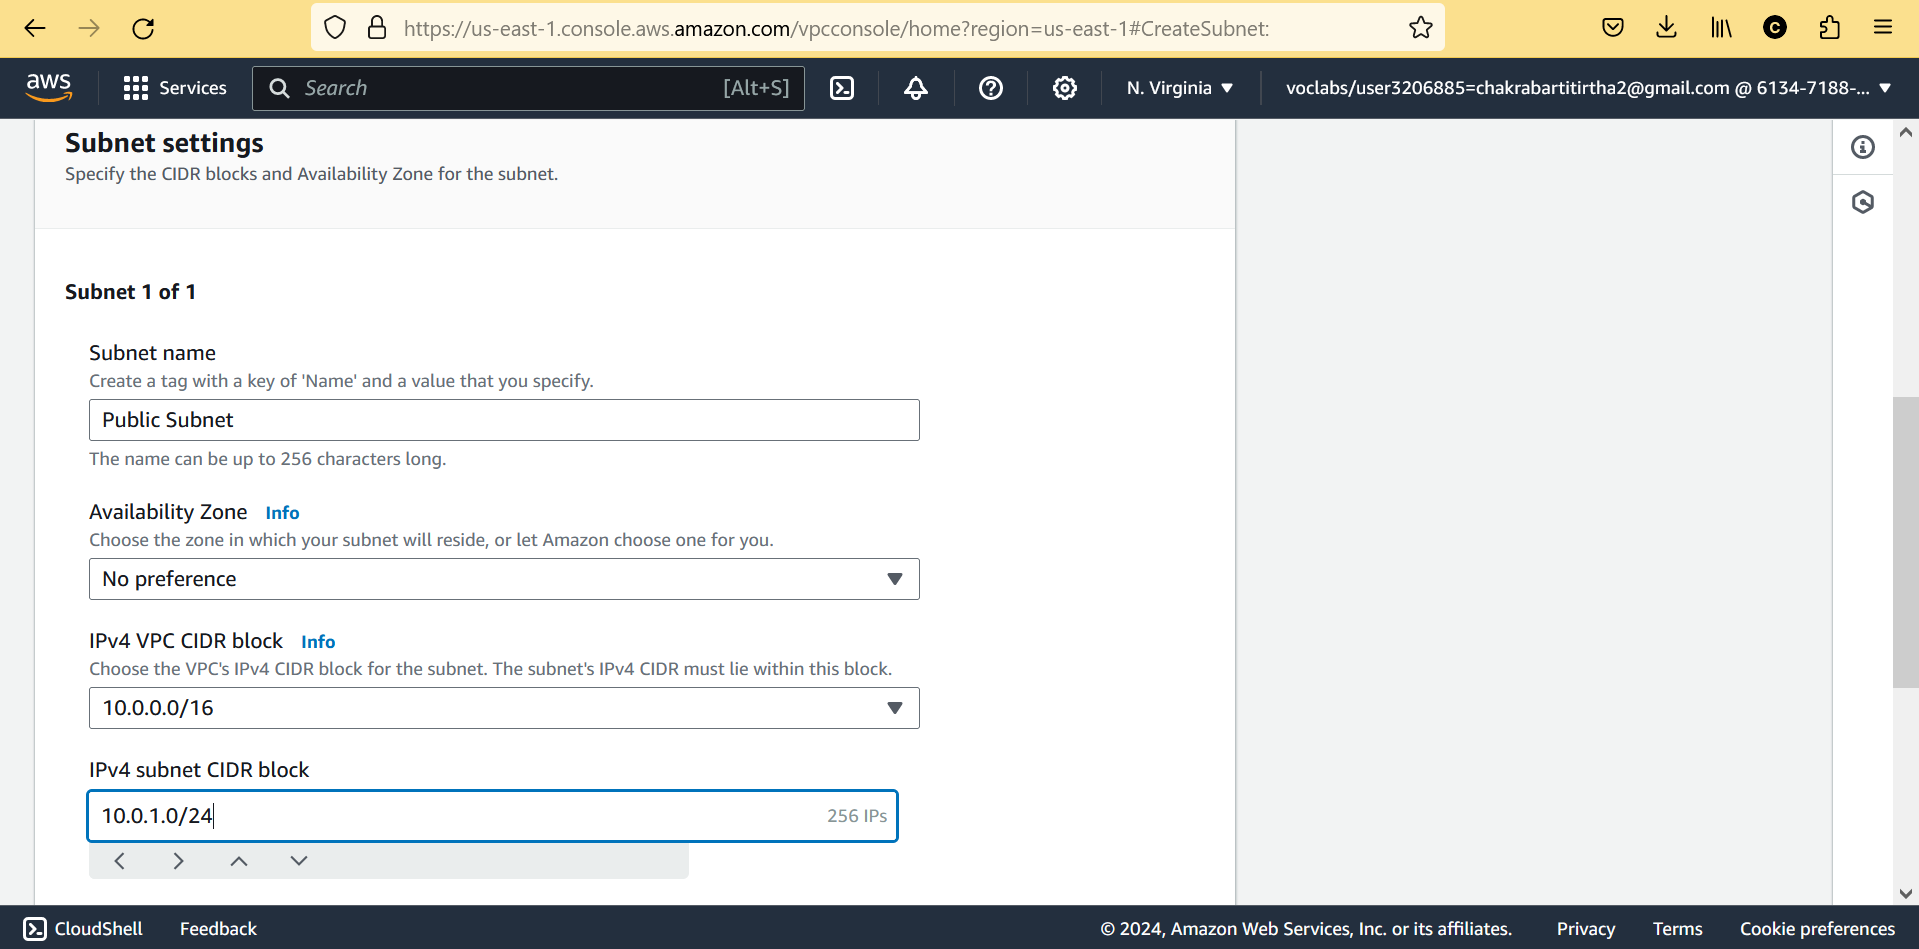 https://us-east-1.console.aws.amazon.com/vpcconsole/home?region=us-east-1#CreateSubnet:
C
aws
Services
Search
[Alt+S]
N. Virginia
voclabs/user3206885=chakrabartitirtha2@gmail.com @ 6134-7188-...
Subnet settings
Specify the CIDR blocks and Availability Zone for the subnet.
Subnet 1 of 1
Subnet name
Create a tag with a key of 'Name' and a value that you specify.
Public Subnet
The name can be up to 256 characters long.
Availability Zone Info
Choose the zone in which your subnet will reside, or let Amazon choose one for you.
No preference
IPv4 VPC CIDR block Info
Choose the VPC's IPv4 CIDR block for the subnet. The subnet's IPv4 CIDR must lie within this block.
10.0.0.0/16
IPv4 subnet CIDR block
10.0.1.0/24
256 IPs
CloudShell
Feedback
© 2024, Amazon Web Services, Inc. or its affiliates.
Privacy
Terms
Cookie preferences